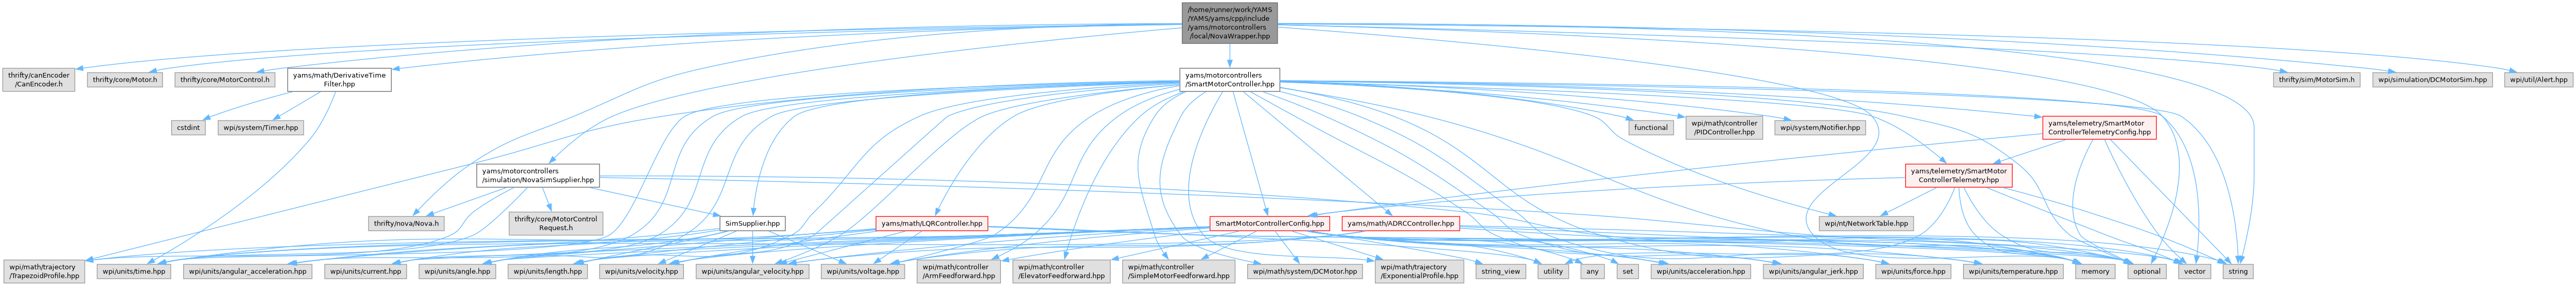 /home/runner/work/YAMS
/YAMS/yams/cpp/include
/yams/motorcontrollers
/local/NovaWrapper.hpp
thrifty/canEncoder
/CanEncoder.h
thrifty/core/Motor.h
thrifty/core/MotorControl.h
yams/math/DerivativeTime
Filter.hpp
yams/motorcontrollers
/SmartMotorController.hpp
thrifty/sim/MotorSim.h
wpi/simulation/DCMotorSim.hpp
wpi/util/Alert.hpp
cstdint
wpi/system/Timer.hpp
functional
wpi/math/controller
/PIDController.hpp
wpi/system/Notifier.hpp
yams/telemetry/SmartMotor
ControllerTelemetryConfig.hpp
yams/motorcontrollers
/simulation/NovaSimSupplier.hpp
yams/telemetry/SmartMotor
ControllerTelemetry.hpp
thrifty/nova/Nova.h
thrifty/core/MotorControl
Request.h
SimSupplier.hpp
yams/math/LQRController.hpp
SmartMotorControllerConfig.hpp
yams/math/ADRCController.hpp
wpi/nt/NetworkTable.hpp
wpi/math/trajectory
/TrapezoidProfile.hpp
wpi/units/time.hpp
wpi/units/angular_acceleration.hpp
wpi/units/current.hpp
wpi/units/angle.hpp
wpi/units/length.hpp
wpi/units/velocity.hpp
wpi/units/angular_velocity.hpp
wpi/units/voltage.hpp
wpi/math/controller
/ArmFeedforward.hpp
wpi/math/controller
/ElevatorFeedforward.hpp
wpi/math/controller
/SimpleMotorFeedforward.hpp
wpi/math/system/DCMotor.hpp
wpi/math/trajectory
/ExponentialProfile.hpp
string_view
utility
any
set
wpi/units/acceleration.hpp
wpi/units/angular_jerk.hpp
wpi/units/force.hpp
wpi/units/temperature.hpp
memory
optional
vector
string